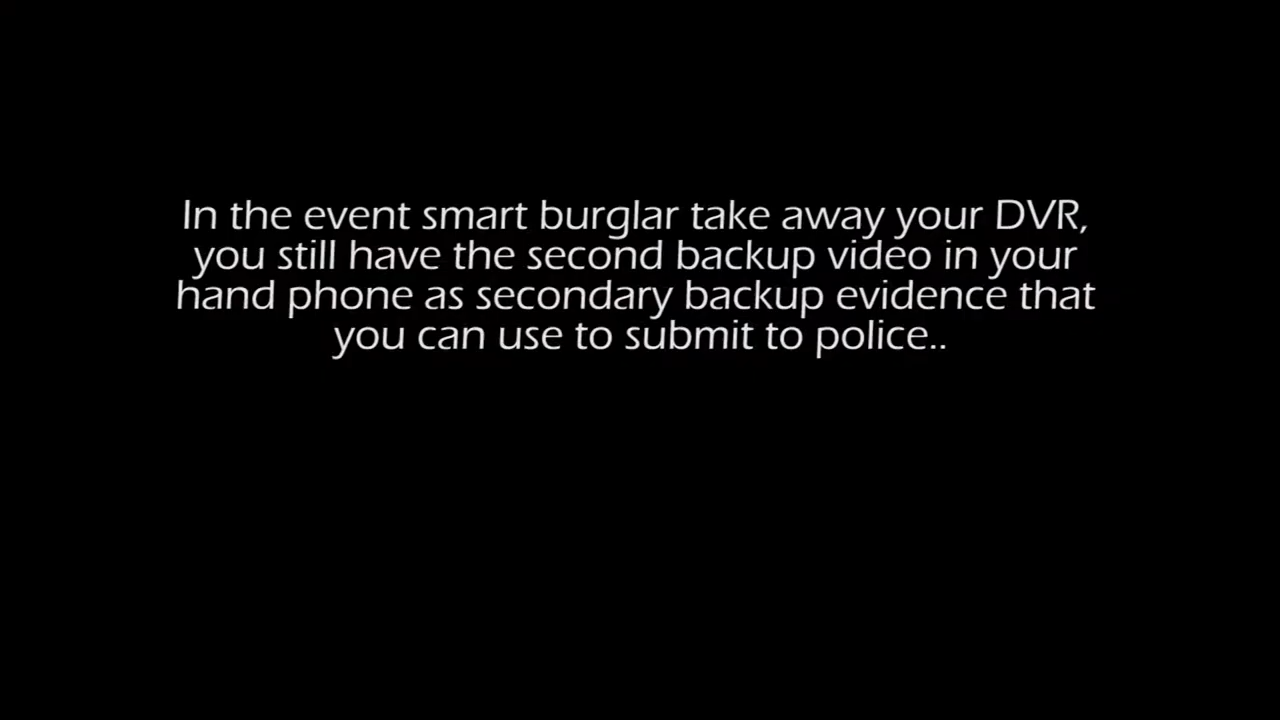 In the event smart burglar take away your DVR,
you still have the second backup video in your
hand phone as secondary backup evidence that
you can use to submit to police..